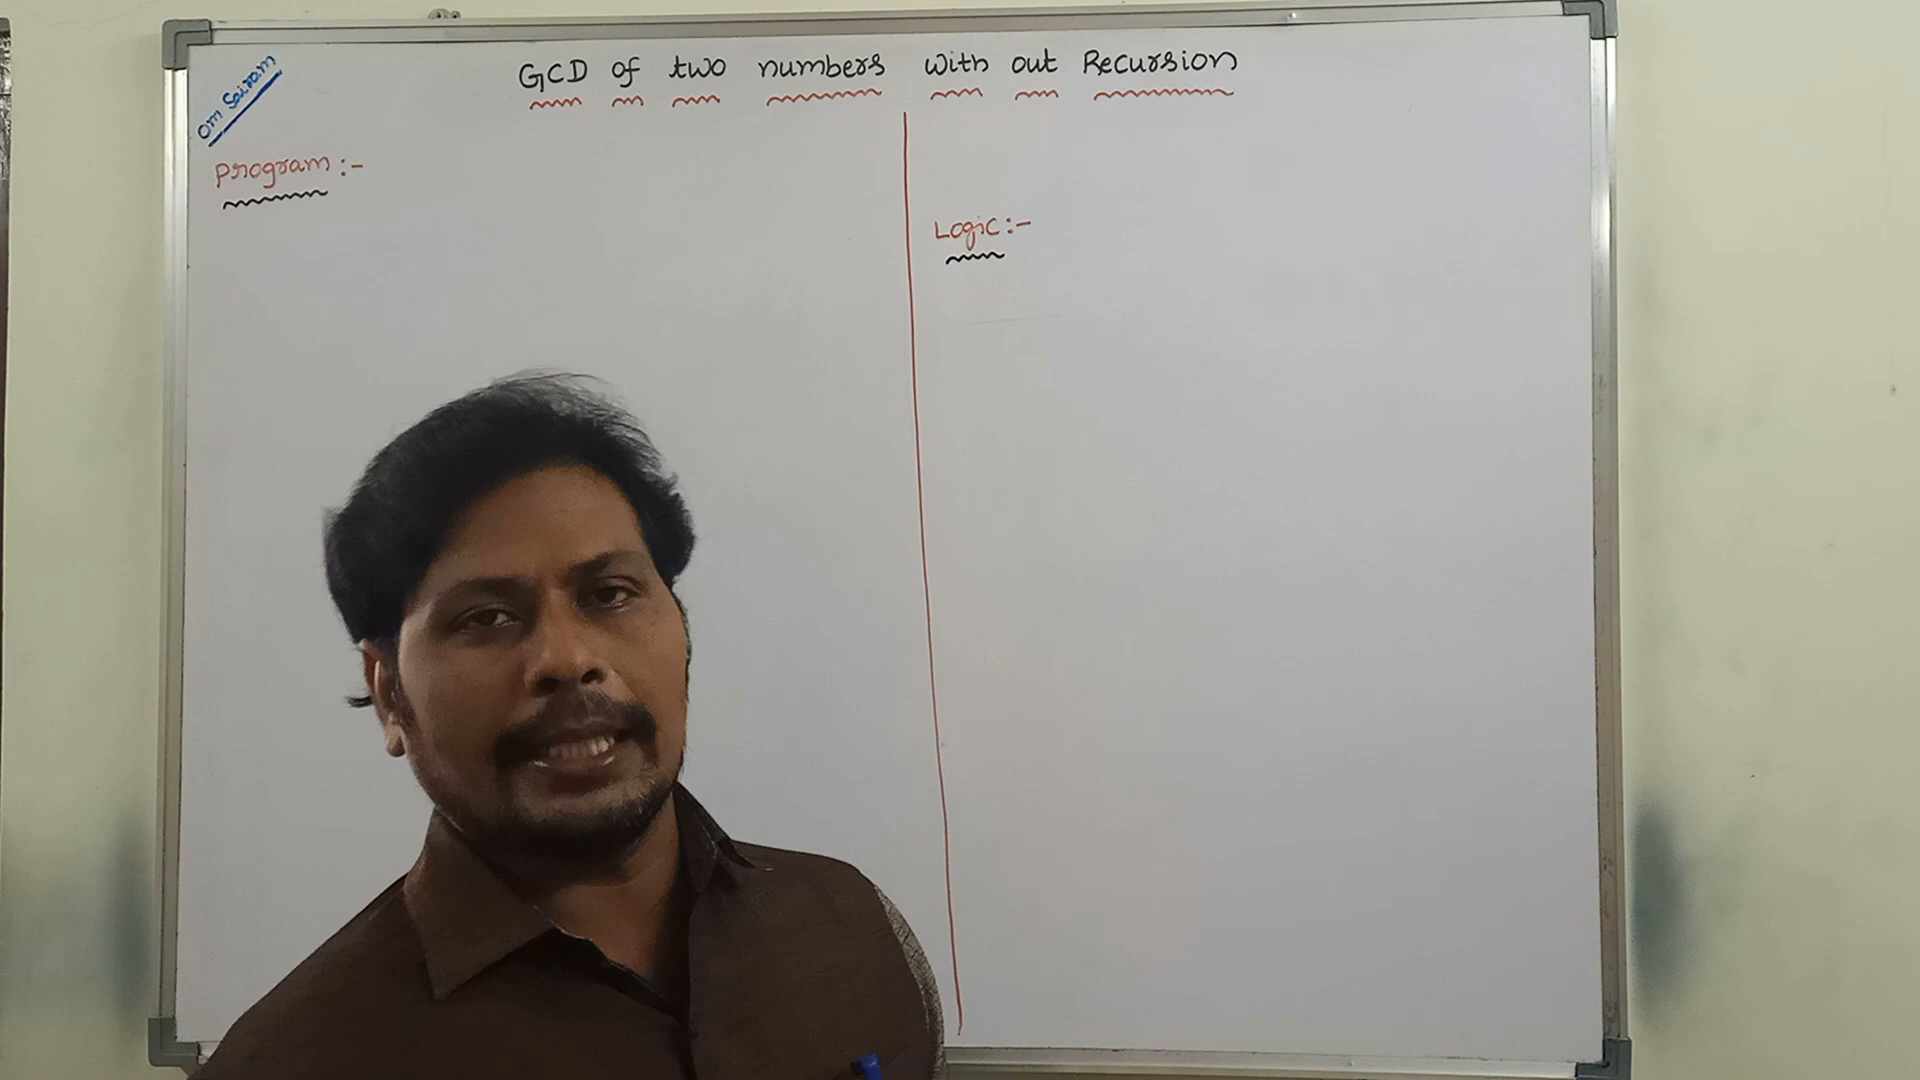 Om Sairam
GCD of two numbers with out Recursion
Program :-
Logic :-